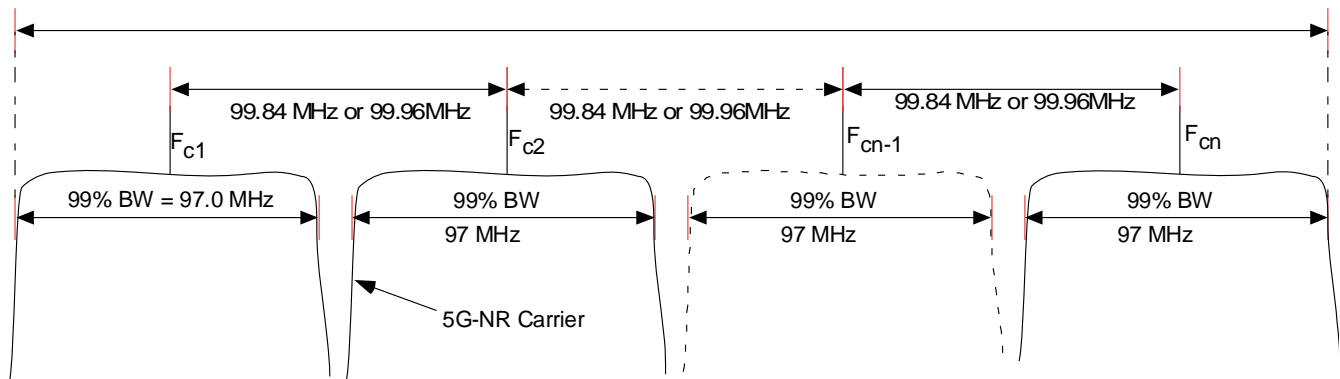 99.84 MHz or 99.96MHz
99.84 MHz or 99.96MHz
99.84 MHz or 99.96MHz
Fc1
Fc2
Fcn-1
Fcn
99% BW = 97.0 MHz
99% BW
97 MHz
99% BW
97 MHz
99% BW
97 MHz
5G-NR Carrier